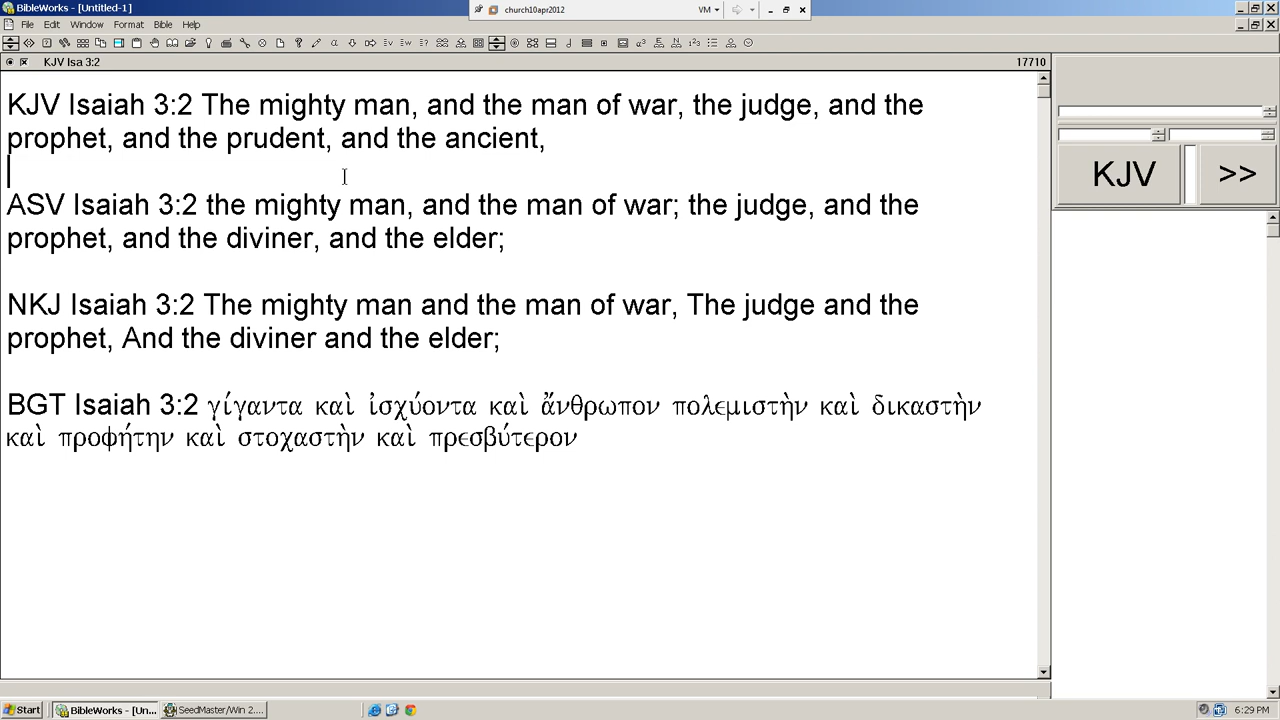 BibleWorks - [Untitled-1]
church10apr2012
VM
File Edit Window Format Bible Help
KJV Isa 3:2
17710
KJV Isaiah 3:2 The mighty man, and the man of war, the judge, and the
prophet, and the prudent, and the ancient,
ASV Isaiah 3:2 the mighty man, and the man of war; the judge, and the
prophet, and the diviner, and the elder;
NKJ Isaiah 3:2 The mighty man and the man of war, The judge and the
prophet, And the diviner and the elder;
BGT Isaiah 3:2 γίγαντα καὶ ἰσχύοντα καὶ ἄνθρωπον πολεμιστὴν καὶ δικαστὴν
καὶ προφήτην καὶ στοχαστὴν καὶ πρεσβύτερον
KJV >>
Start
BibleWorks - [Un...
SeedMaster/Win 2....
6:29 PM